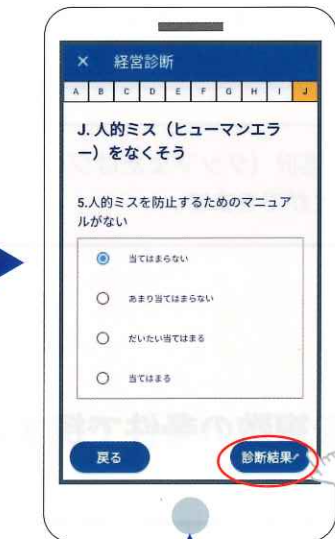 × 経営診断
A B C D E F G H I J
J. 人的ミス（ヒューマンエラ
ー）をなくそう
5.人的ミスを防止するためのマニュア
ルがない
当てはまらない
あまり当てはまらない
だいたい当てはまる
当てはまる
戻る 診断結果